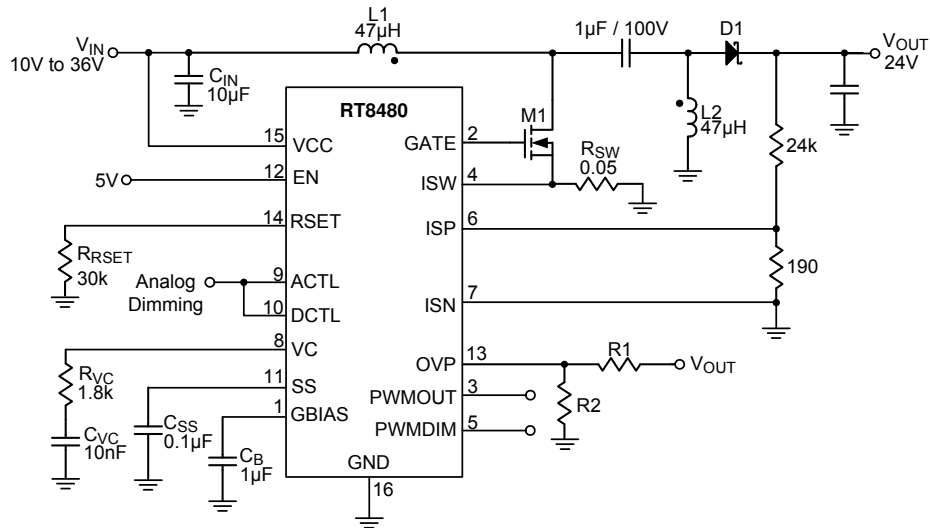 L1
47µH
1µF / 100V
D1
VIN
10V to 36V
VOUT
24V
CIN
10µF
RT8480
M1
L2
47µH
24k
15
VCC
GATE
2
RSW
0.05
5V
12
EN
ISW
4
14
RSET
ISP
6
RRSET
30k
190
Analog
Dimming
9
ACTL
ISN
7
10
DCTL
8
VC
OVP
13
R1
VOUT
RVC
1.8k
11
SS
PWMOUT
3
R2
1
GBIAS
PWMDIM
5
CVC
10nF
CSS
0.1µF
CB
1µF
GND
16